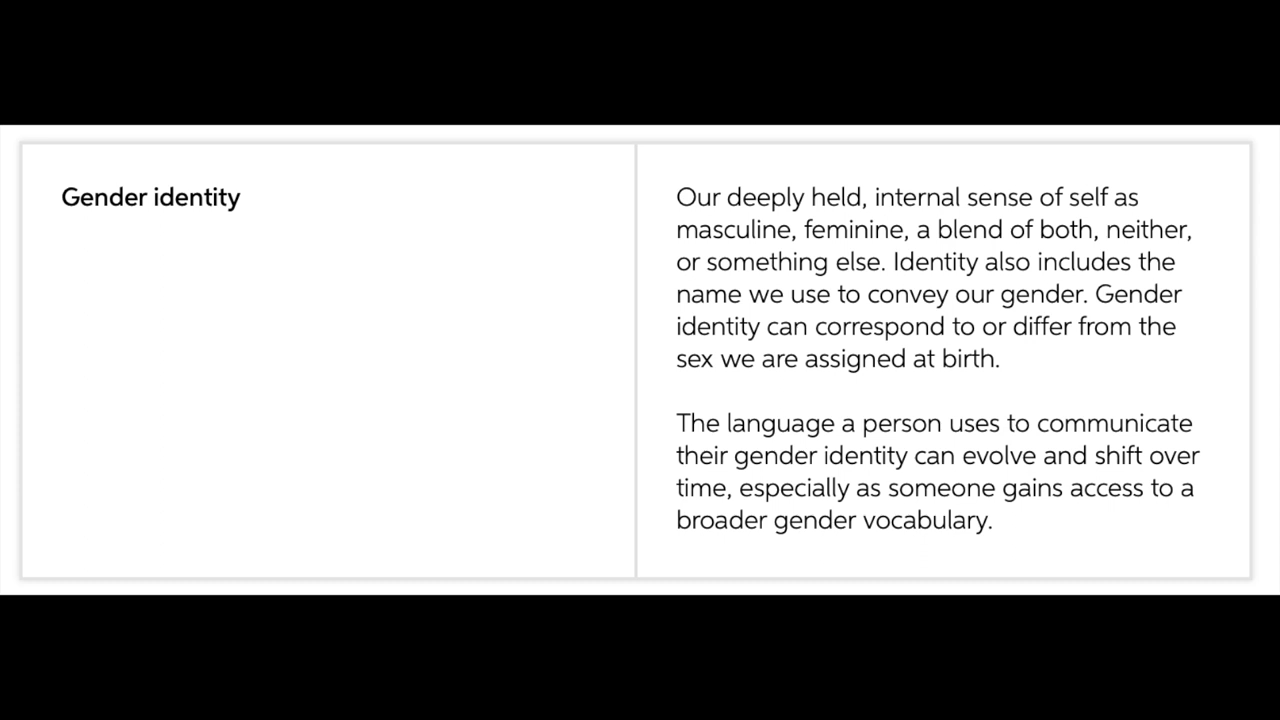 Gender identity
Our deeply held, internal sense of self as
masculine, feminine, a blend of both, neither,
or something else. Identity also includes the
name we use to convey our gender. Gender
identity can correspond to or differ from the
sex we are assigned at birth.
The language a person uses to communicate
their gender identity can evolve and shift over
time, especially as someone gains access to a
broader gender vocabulary.